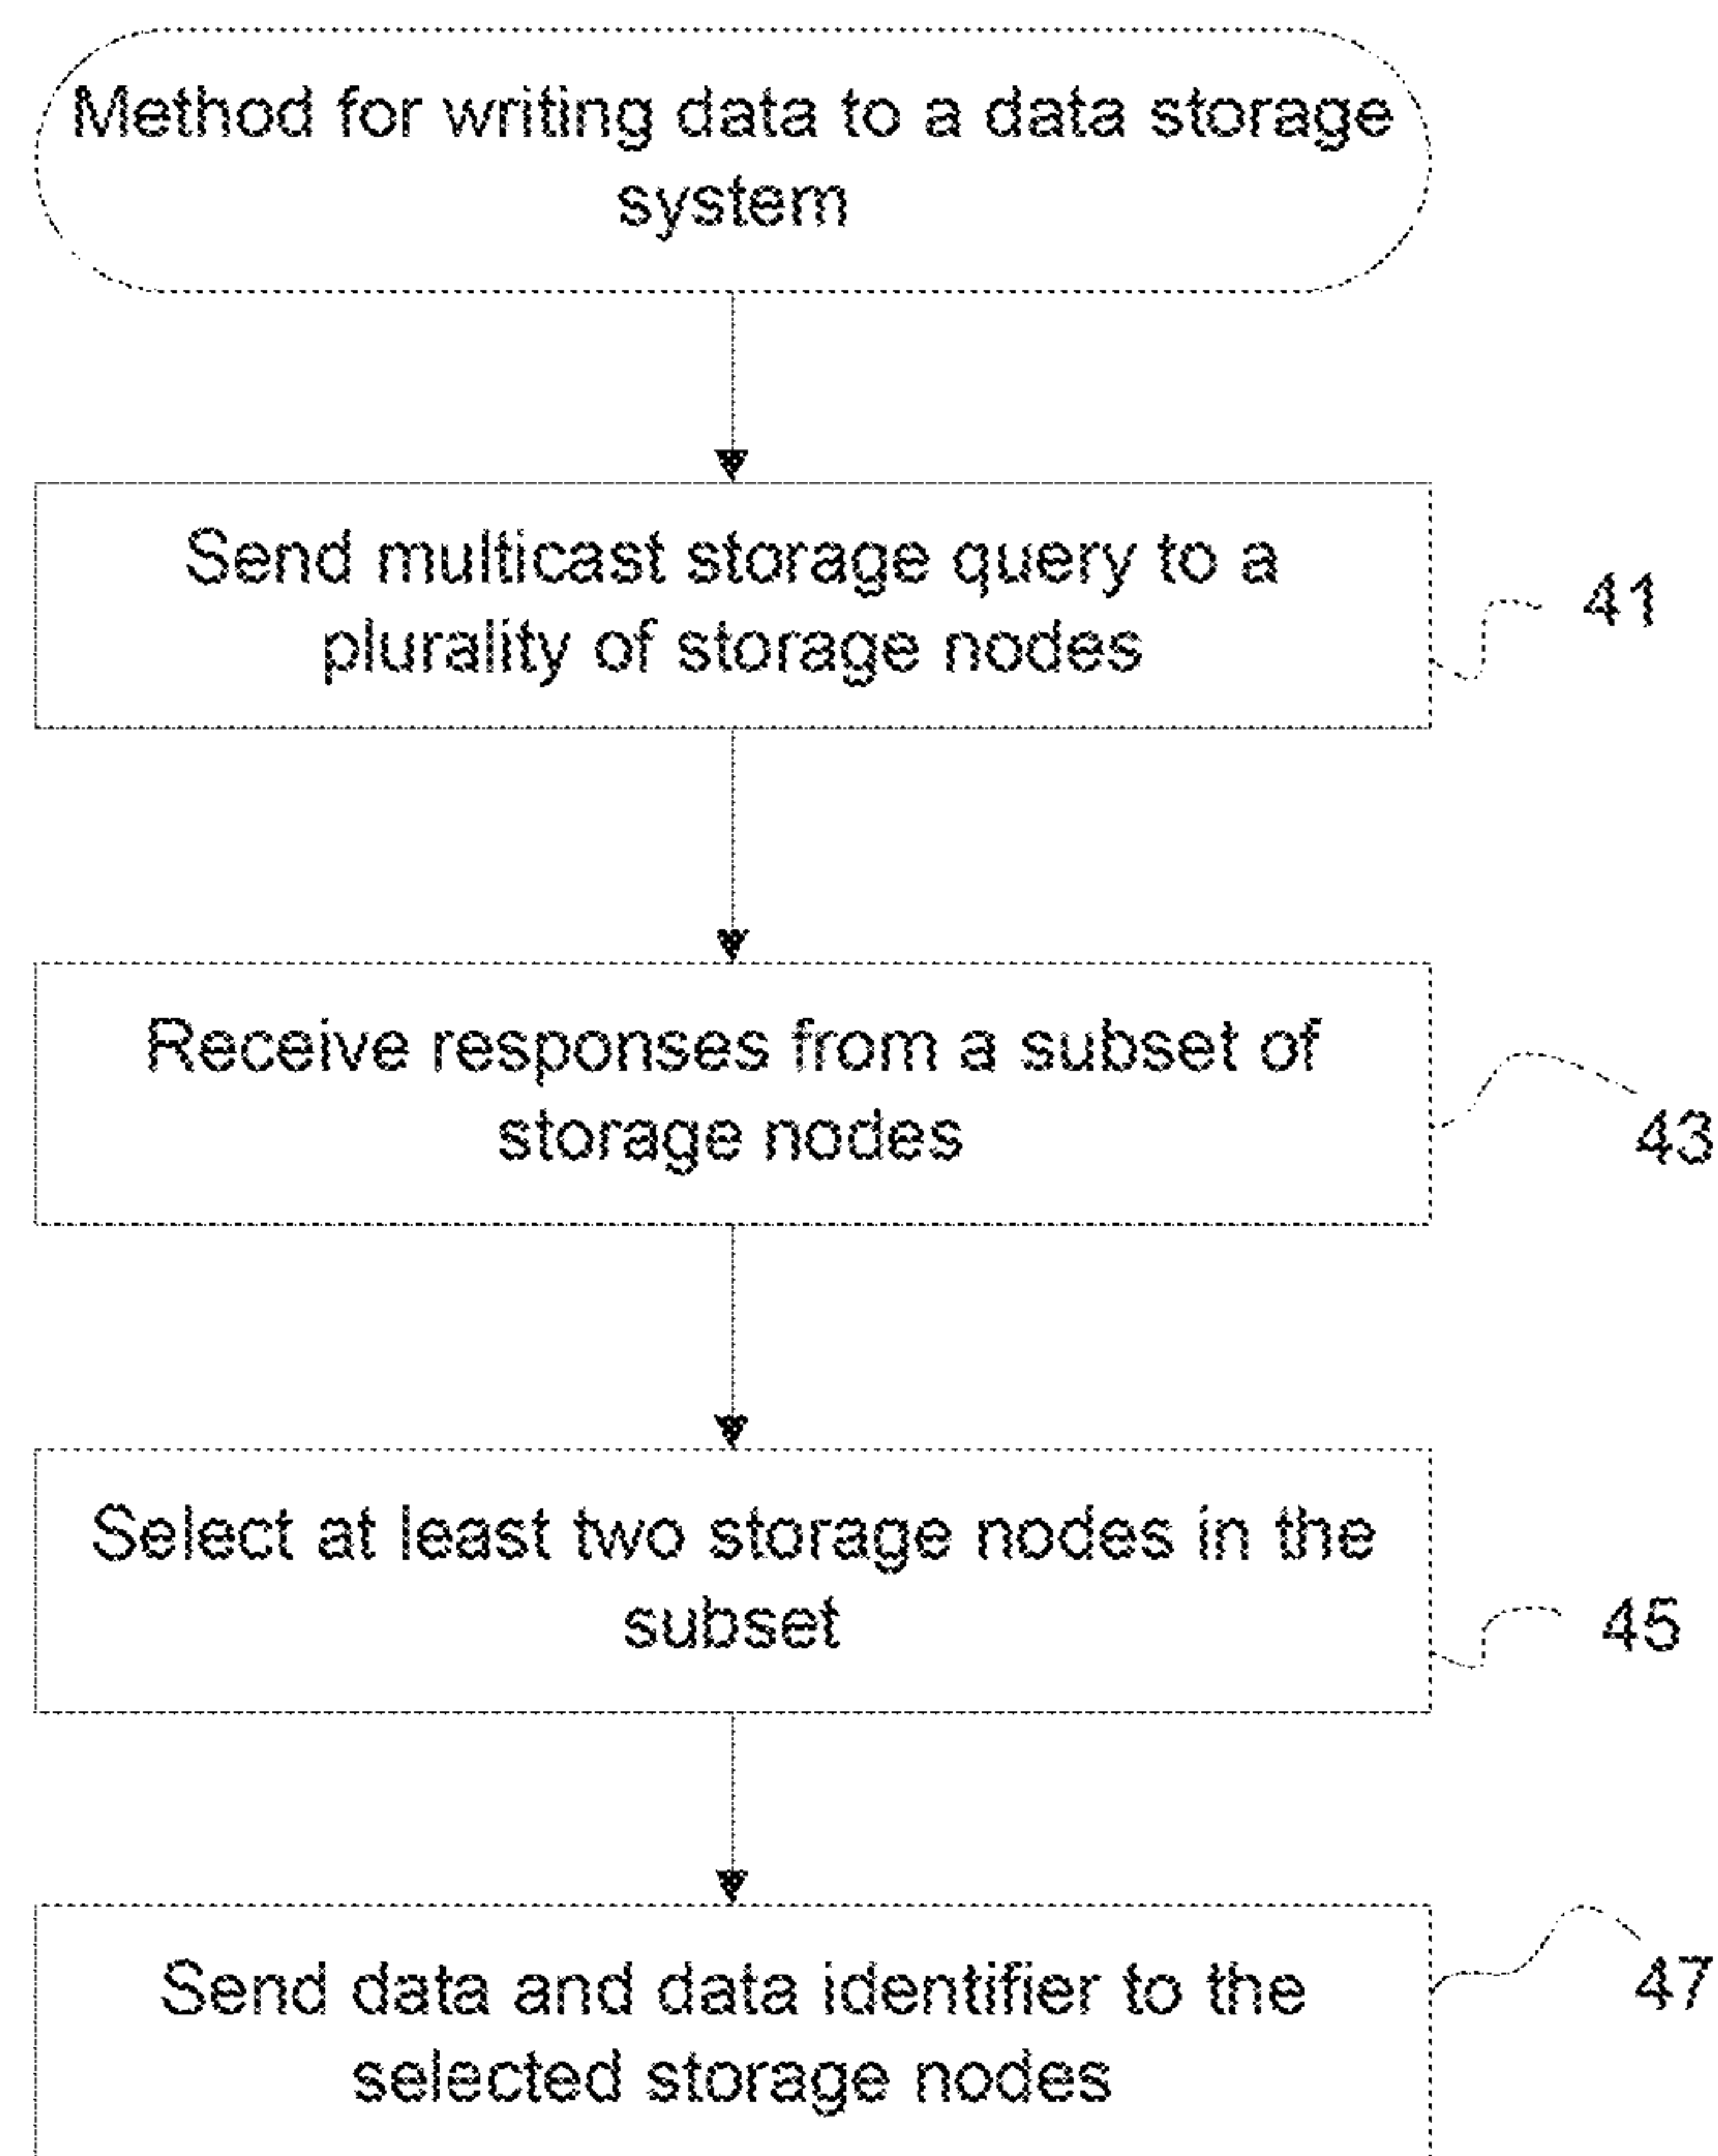 Method for writing data to a data storage
system
Send multicast storage query to a
plurality of storage nodes
41
Receive responses from a subset of
storage nodes
43
Select at least two storage nodes in the
subset
45
Send data and data identifier to the
selected storage nodes
47